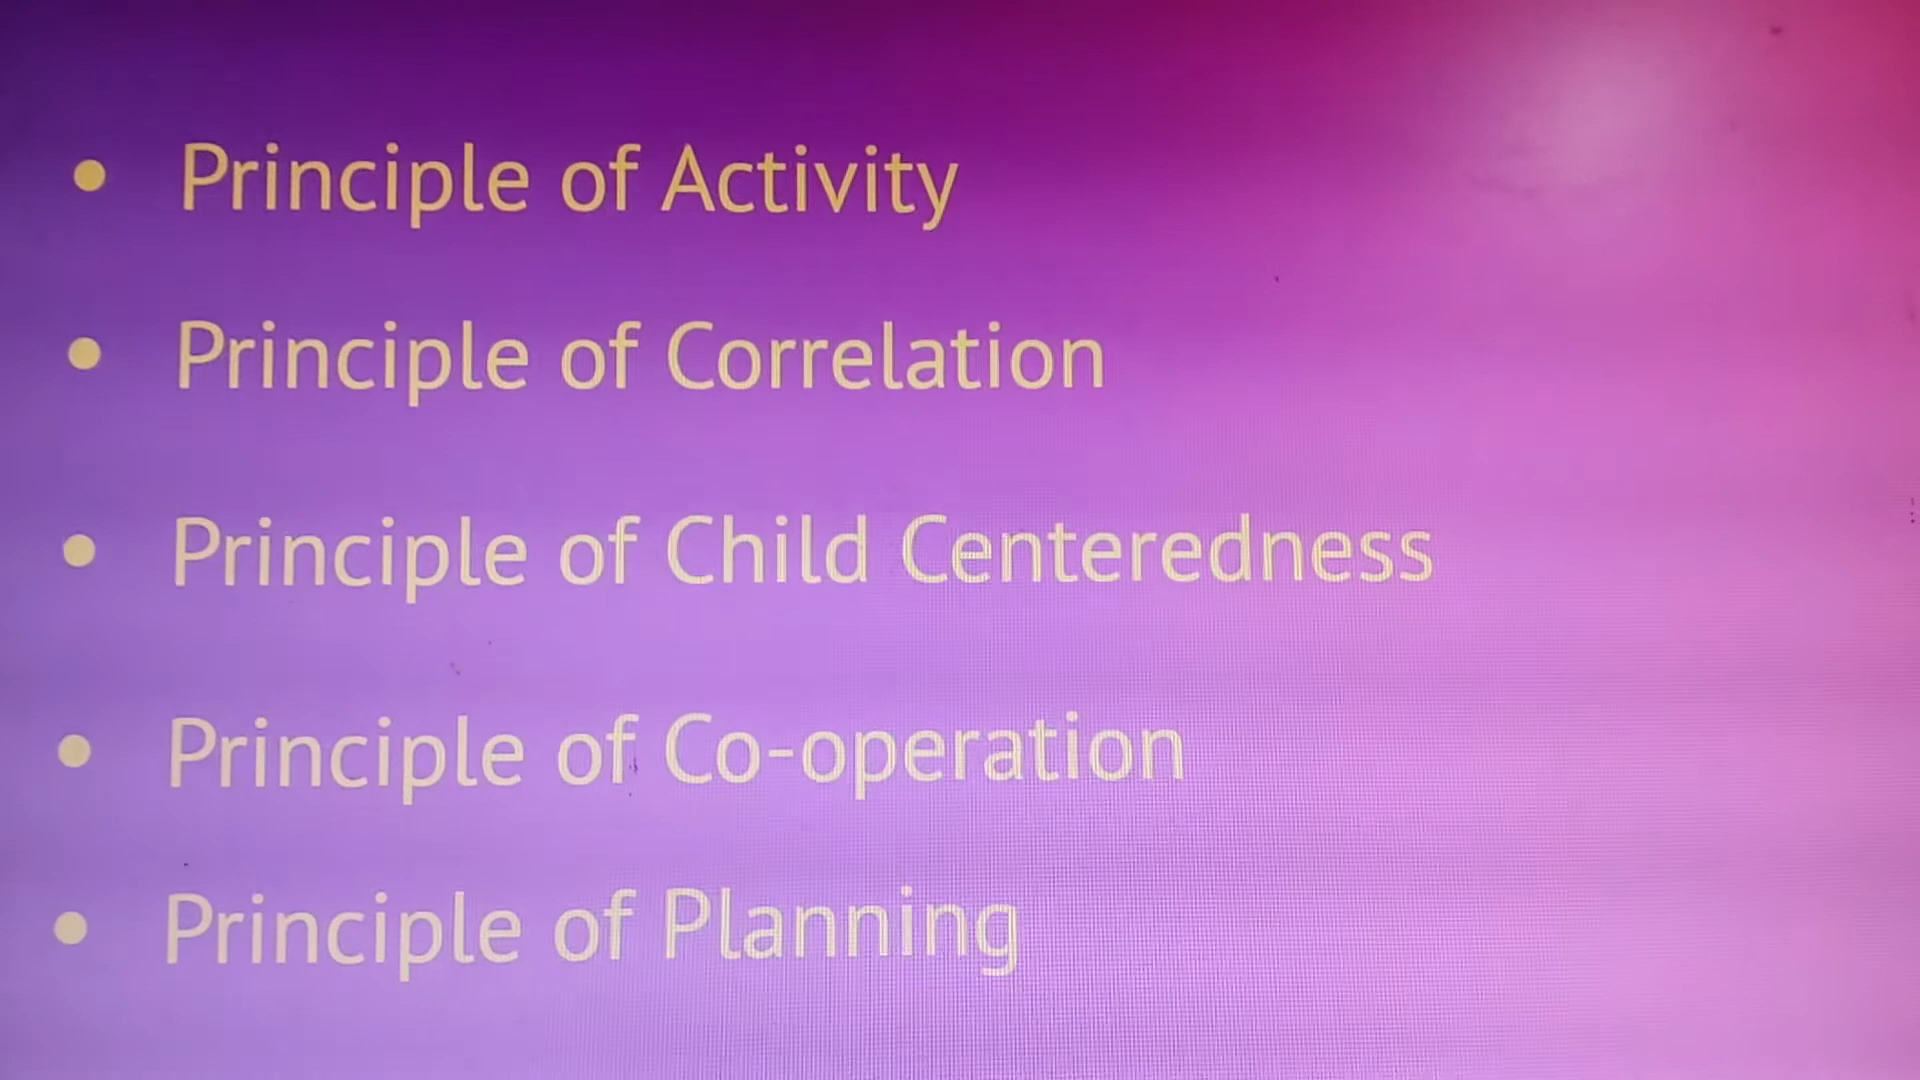 • Principle of Activity
• Principle of Correlation
• Principle of Child Centeredness
• Principle of Co-operation
• Principle of Planning